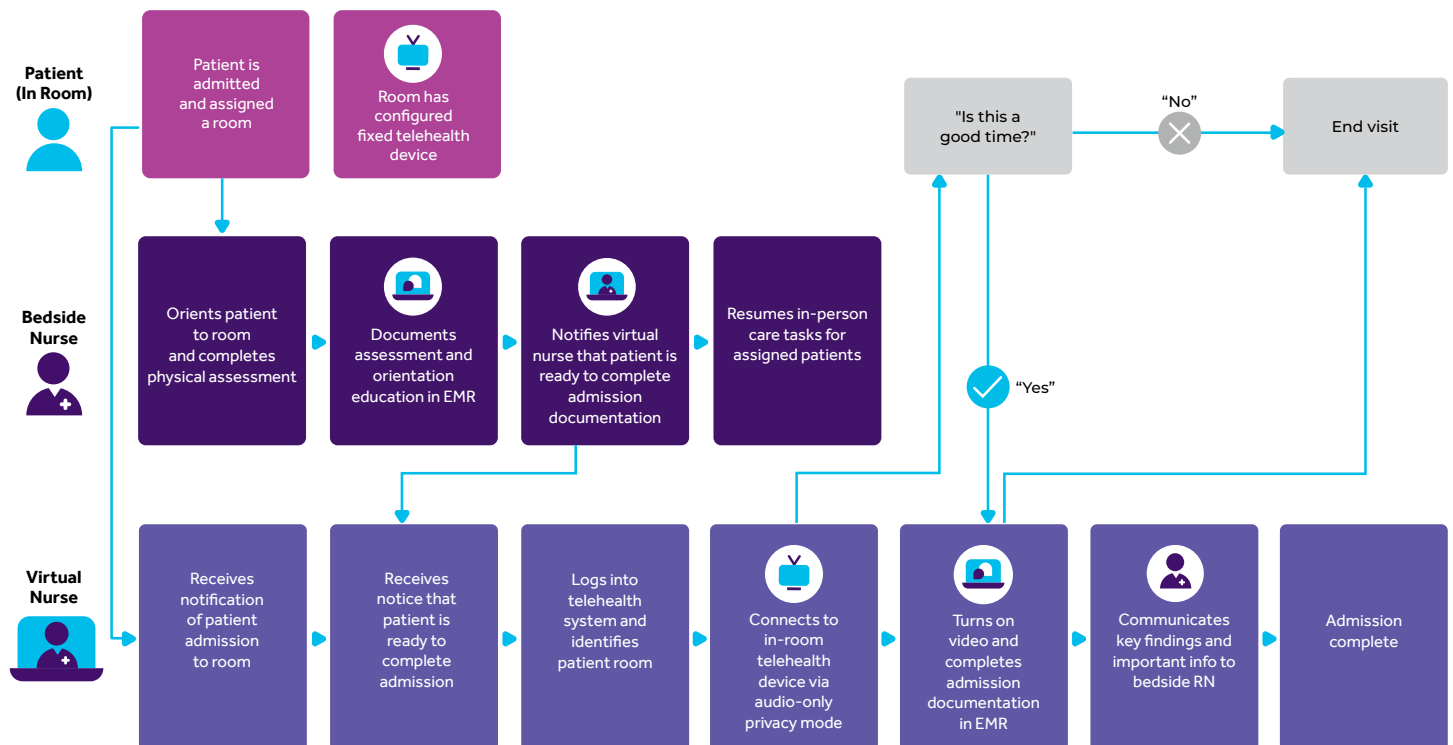 Patient
(In Room)
Patient is
admitted
and assigned
a room
Room has
configured
fixed telehealth
device
"Is this a
good time?"
“No”
End visit
Bedside
Nurse
Orients patient
to room
and completes
physical assessment
Documents
assessment and
orientation
education in EMR
Notifies virtual
nurse that patient is
ready to complete
admission
documentation
Resumes in-person
care tasks for
assigned patients
“Yes”
Virtual
Nurse
Receives
notification
of patient
admission
to room
Receives
notice that
patient is
ready to
complete
admission
Logs into
telehealth
system and
identifies
patient room
Connects to
in-room
telehealth
device via
audio-only
privacy mode
Turns on
video and
completes
admission
documentation
in EMR
Communicates
key findings and
important info to
bedside RN
Admission
complete